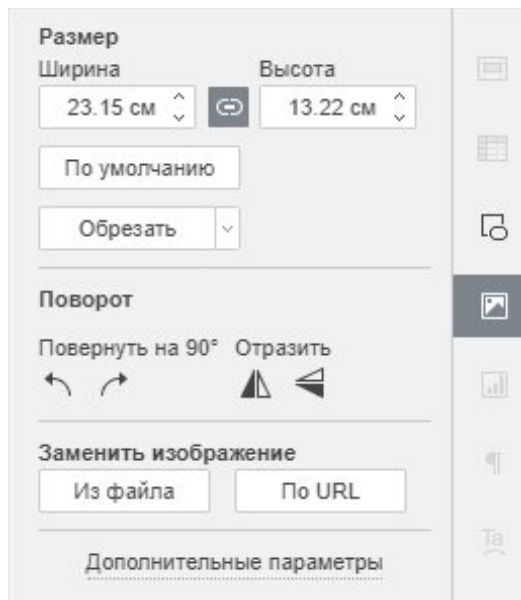 Размер
Ширина Высота
23.15 см 13.22 см
По умолчанию
Обрезать
Поворот
Повернуть на 90° Отразить
Заменить изображение
Из файла По URL
Дополнительные параметры
¶
Ta